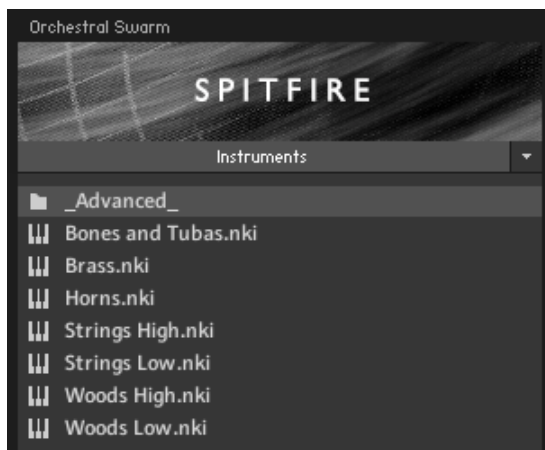 Orchestral Swarm
SPITFIRE
Instruments
_Advanced_
Bones and Tubas.nki
Brass.nki
Horns.nki
Strings High.nki
Strings Low.nki
Woods High.nki
Woods Low.nki